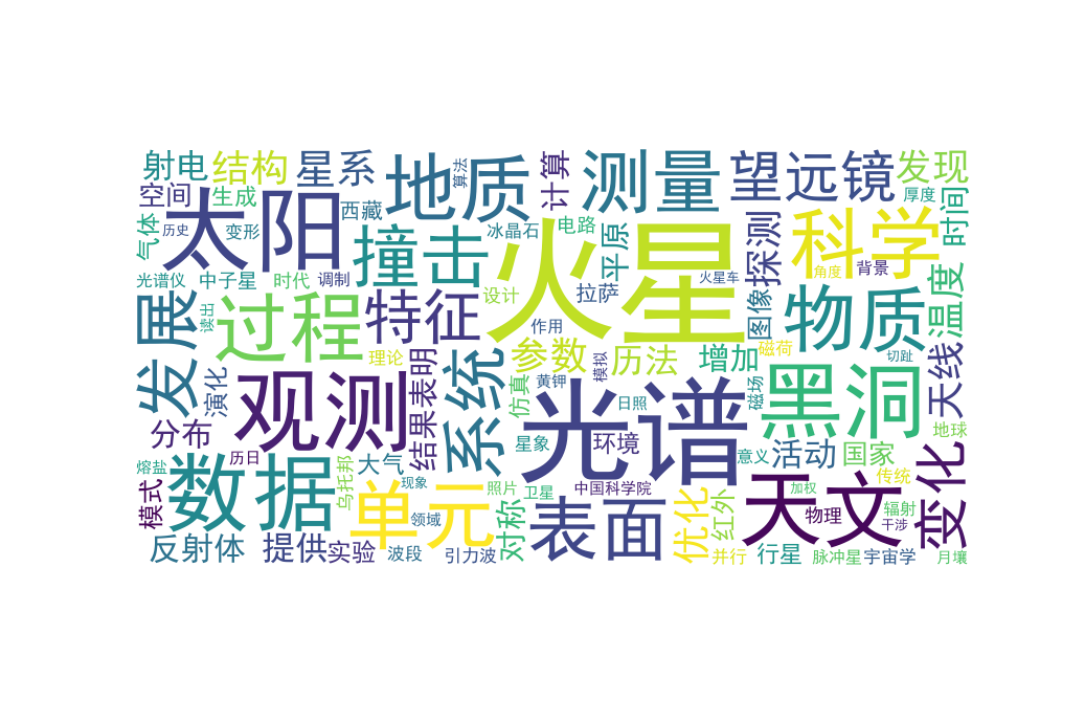 射电
结构
星系
地质
算法
计算
测量
望远镜
发现
空间
生成
太阳
西藏
冰晶石
电路
厚度
时间
气体
历史
变形
撞击
火星
平原
探测
科学
光谱仪
中子星
时代
调制
设计
拉萨
火星车
角度
背景
发展
读出
过程
特征
作用
图像
物质
温度
理论
结果表明
系统
参数
历法
增加
磁荷
切趾
演化
观测
仿真
黄钾
模拟
光谱
日照
磁场
黑洞
天线
分布
星象
环境
地球
熔盐
历日
大气
意义
活动
国家
模式
数据
乌托邦
现象
单元
照片
卫星
中国科学院
加权
传统
变化
领域
对称
表面
优化
红外
天文
物理
辐射
干涉
反射体
提供
实验
波段
引力波
并行
行星
脉冲星
宇宙学
月壤